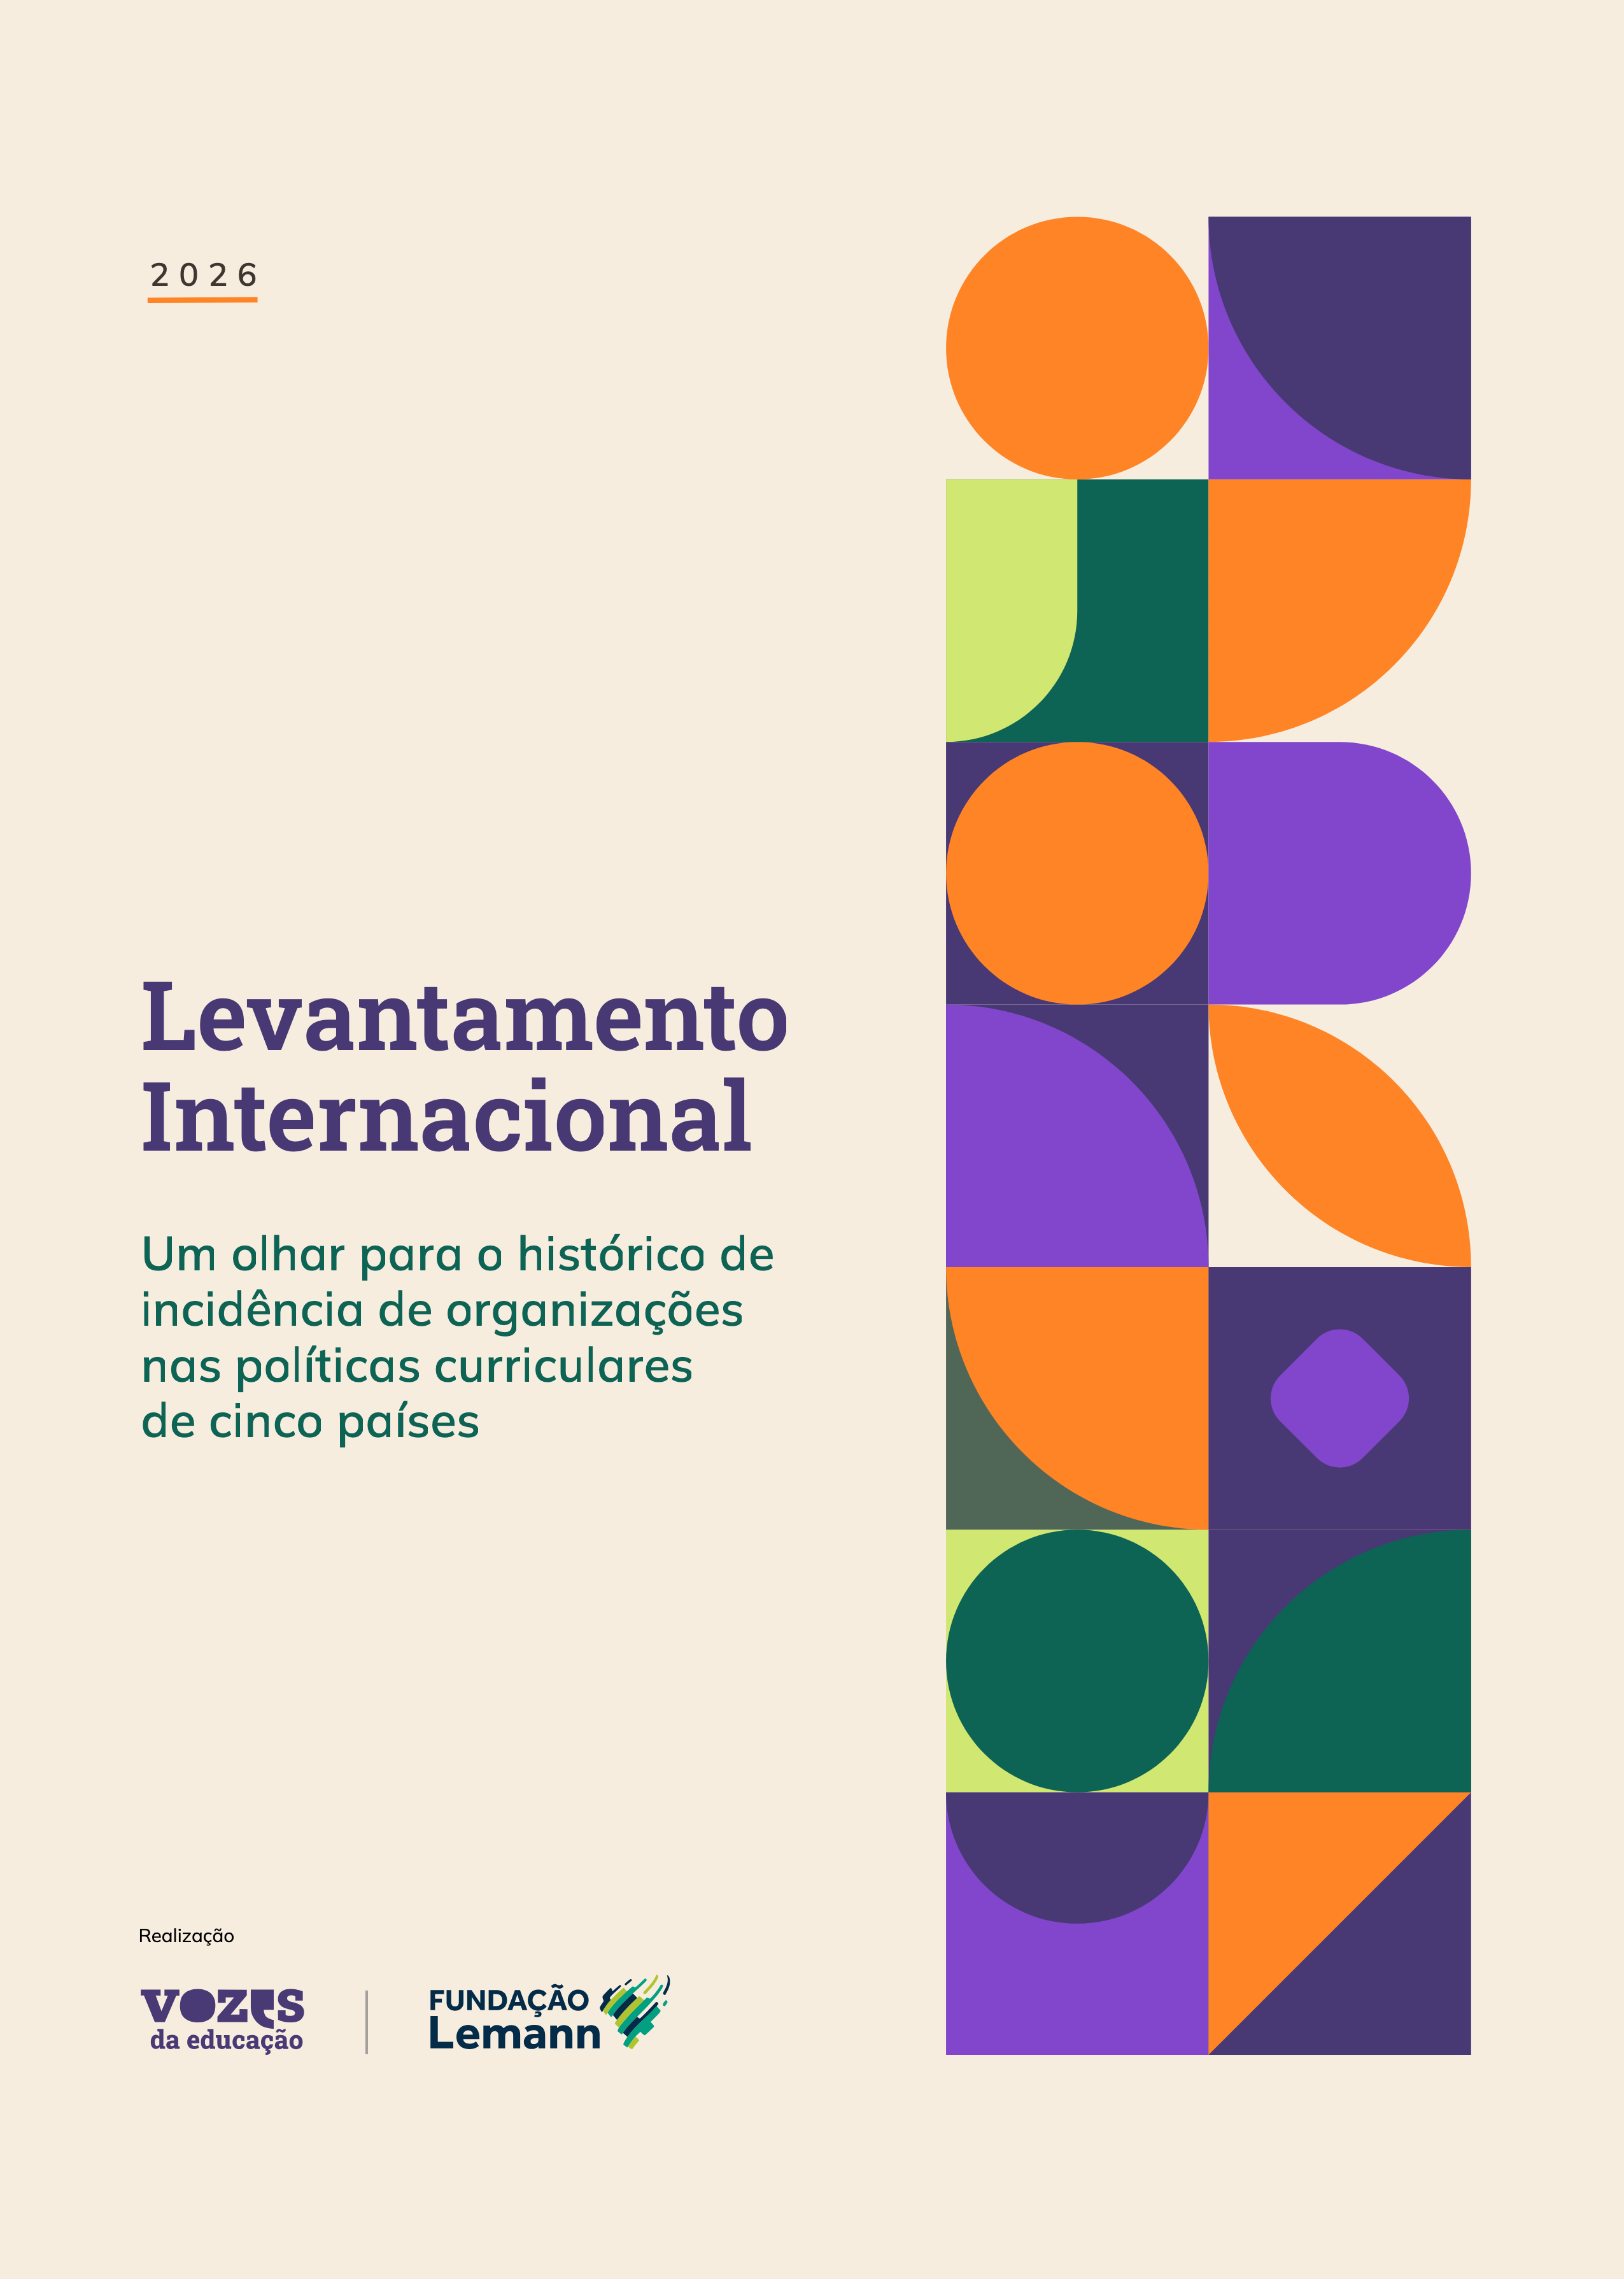 2026
Levantamento
Internacional
Um olhar para o histórico de
incidência de organizações
nas políticas curriculares
de cinco países
Realização
vozes
da educação
FUNDAÇÃO
Lemann